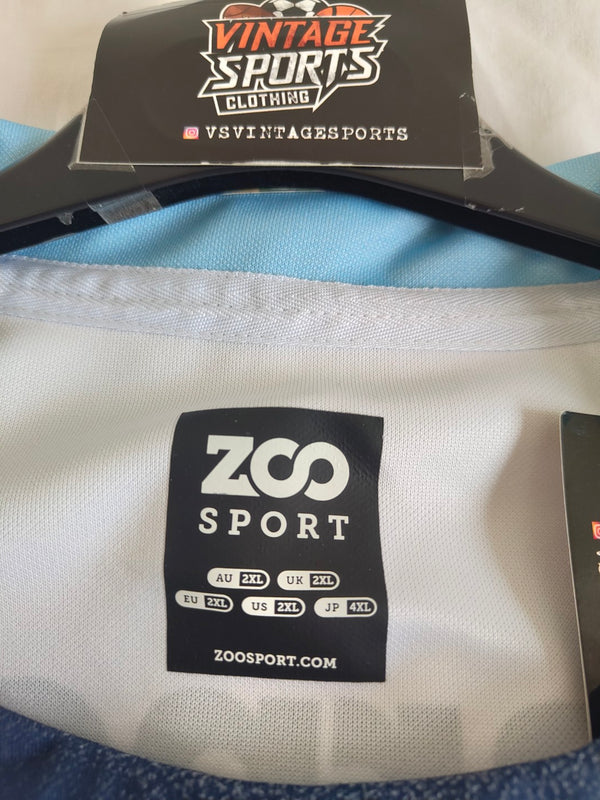 VINTAGE
SPORTS
CLOTHING
VSVINTAGESPORTS
ZOO
SPORT
AU 2XL UK 2XL
EU 2XL US 2XL JP 4XL
ZOOSPORT.COM